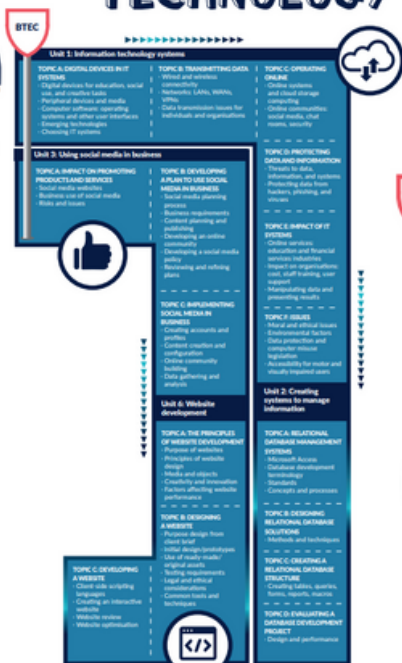 TECHNOLOGY
BTEC
Unit 1: Information technology systems
TOPIC A: DIGITAL DEVICES IN IT
SYSTEMS
- Digital devices for education, social
use, and creative tasks
- Peripheral devices and media
- Computer software: operating
systems and other user interfaces
- Emerging technologies
- Choosing IT systems
TOPIC B: TRANSMITTING DATA
- Wired and wireless
connectivity
- Networks: LANs, WANs,
VPNs
- Data transmission issues for
individuals and organisations
TOPIC C: OPERATING
ONLINE
- Online systems
and cloud storage
computing
- Online communities:
social media, chat
rooms, security
TOPIC D: PROTECTING
DATA AND INFORMATION
- Threats to data,
information, and systems
- Protecting data from
hackers, phishing, and
viruses
TOPIC E: IMPACT OF IT
SYSTEMS
- Online services:
education and financial
services industries
- Impact on organisations:
cost, staff training, user
support
- Manipulating data and
presenting results
TOPIC F: ISSUES
- Moral and ethical issues
- Environmental factors
- Data protection and
computer misuse
legislation
- Accessibility for motor and
visually impaired users
Unit 3: Using social media in business
TOPIC A: IMPACT ON PROMOTING
PRODUCTS AND SERVICES
- Social media websites
- Business use of social media
- Risks and issues
TOPIC B: DEVELOPING
A PLAN TO USE SOCIAL
MEDIA IN BUSINESS
- Social media planning
process
- Business requirements
- Content planning and
publishing
- Developing an online
community
- Developing a social media
policy
- Reviewing and refining
plans
TOPIC C: IMPLEMENTING
SOCIAL MEDIA IN
BUSINESS
- Creating accounts and
profiles
- Content creation and
configuration
- Online community
building
- Data gathering and
analysis
Unit 2: Creating
systems to manage
information
TOPIC A: RELATIONAL
DATABASE MANAGEMENT
SYSTEMS
- Microsoft Access
- Database development
terminology
- Standards
- Concepts and processes
TOPIC B: DESIGNING
RELATIONAL DATABASE
SOLUTIONS
- Methods and techniques
TOPIC C: CREATING A
RELATIONAL DATABASE
STRUCTURE
- Creating tables, queries,
forms, reports, macros
TOPIC D: EVALUATING A
DATABASE DEVELOPMENT
PROJECT
- Design and performance
Unit 6: Website
development
TOPIC A: THE PRINCIPLES
OF WEBSITE DEVELOPMENT
- Purpose of websites
- Principles of website
design
- Media and objects
- Creativity and innovation
- Factors affecting website
performance
TOPIC B: DESIGNING
A WEBSITE
- Purpose design from
client brief
- Initial design/prototypes
- Use of ready-made/
original assets
- Testing requirements
- Legal and ethical
considerations
- Common tools and
techniques
TOPIC C: DEVELOPING
A WEBSITE
- Client-side scripting
languages
- Creating an interactive
website
- Website review
- Website optimisation